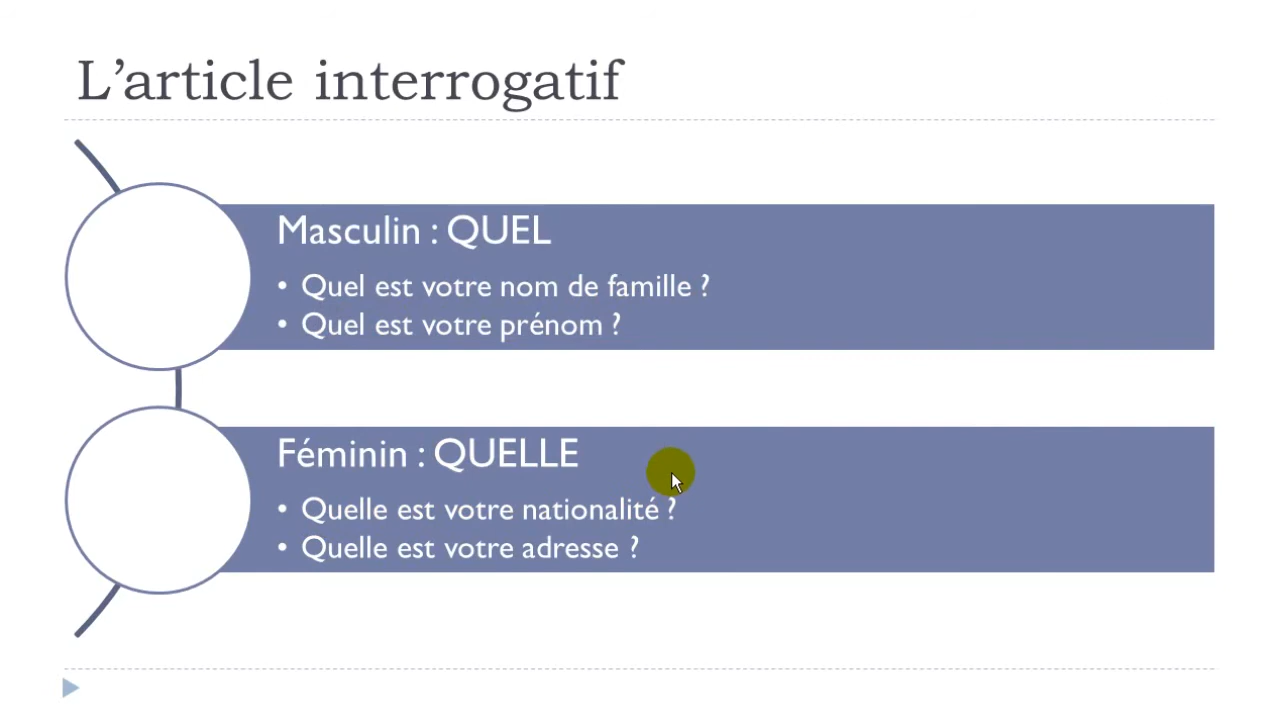 L’article interrogatif
Masculin : QUEL
• Quel est votre nom de famille ?
• Quel est votre prénom ?
Féminin : QUELLE
• Quelle est votre nationalité ?
• Quelle est votre adresse ?